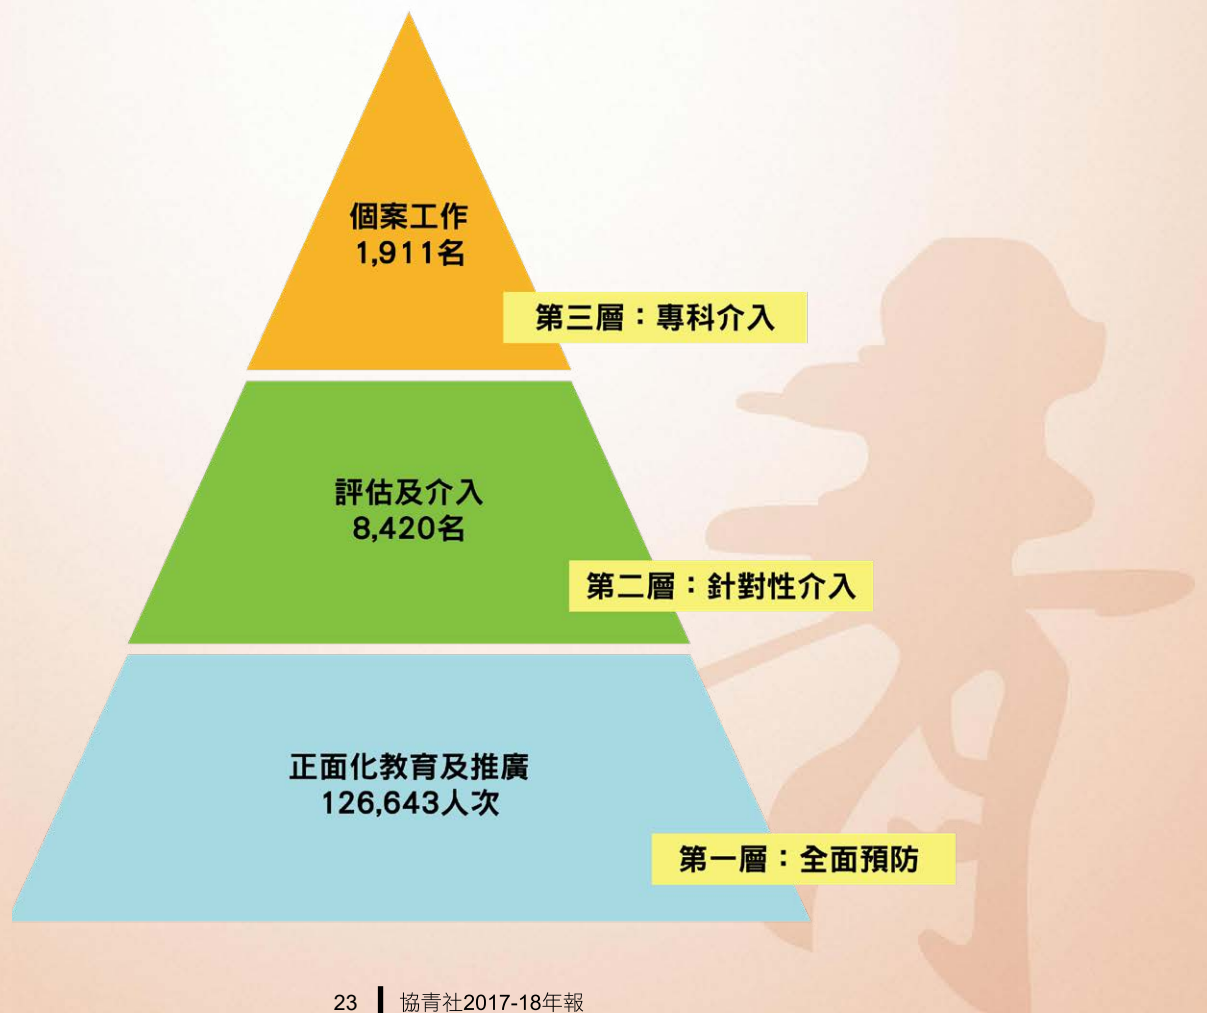 個案工作
1,911名
第三層：專科介入
評估及介入
8,420名
第二層：針對性介入
正面化教育及推廣
126,643人次
第一層：全面預防
23 協青社2017-18年報